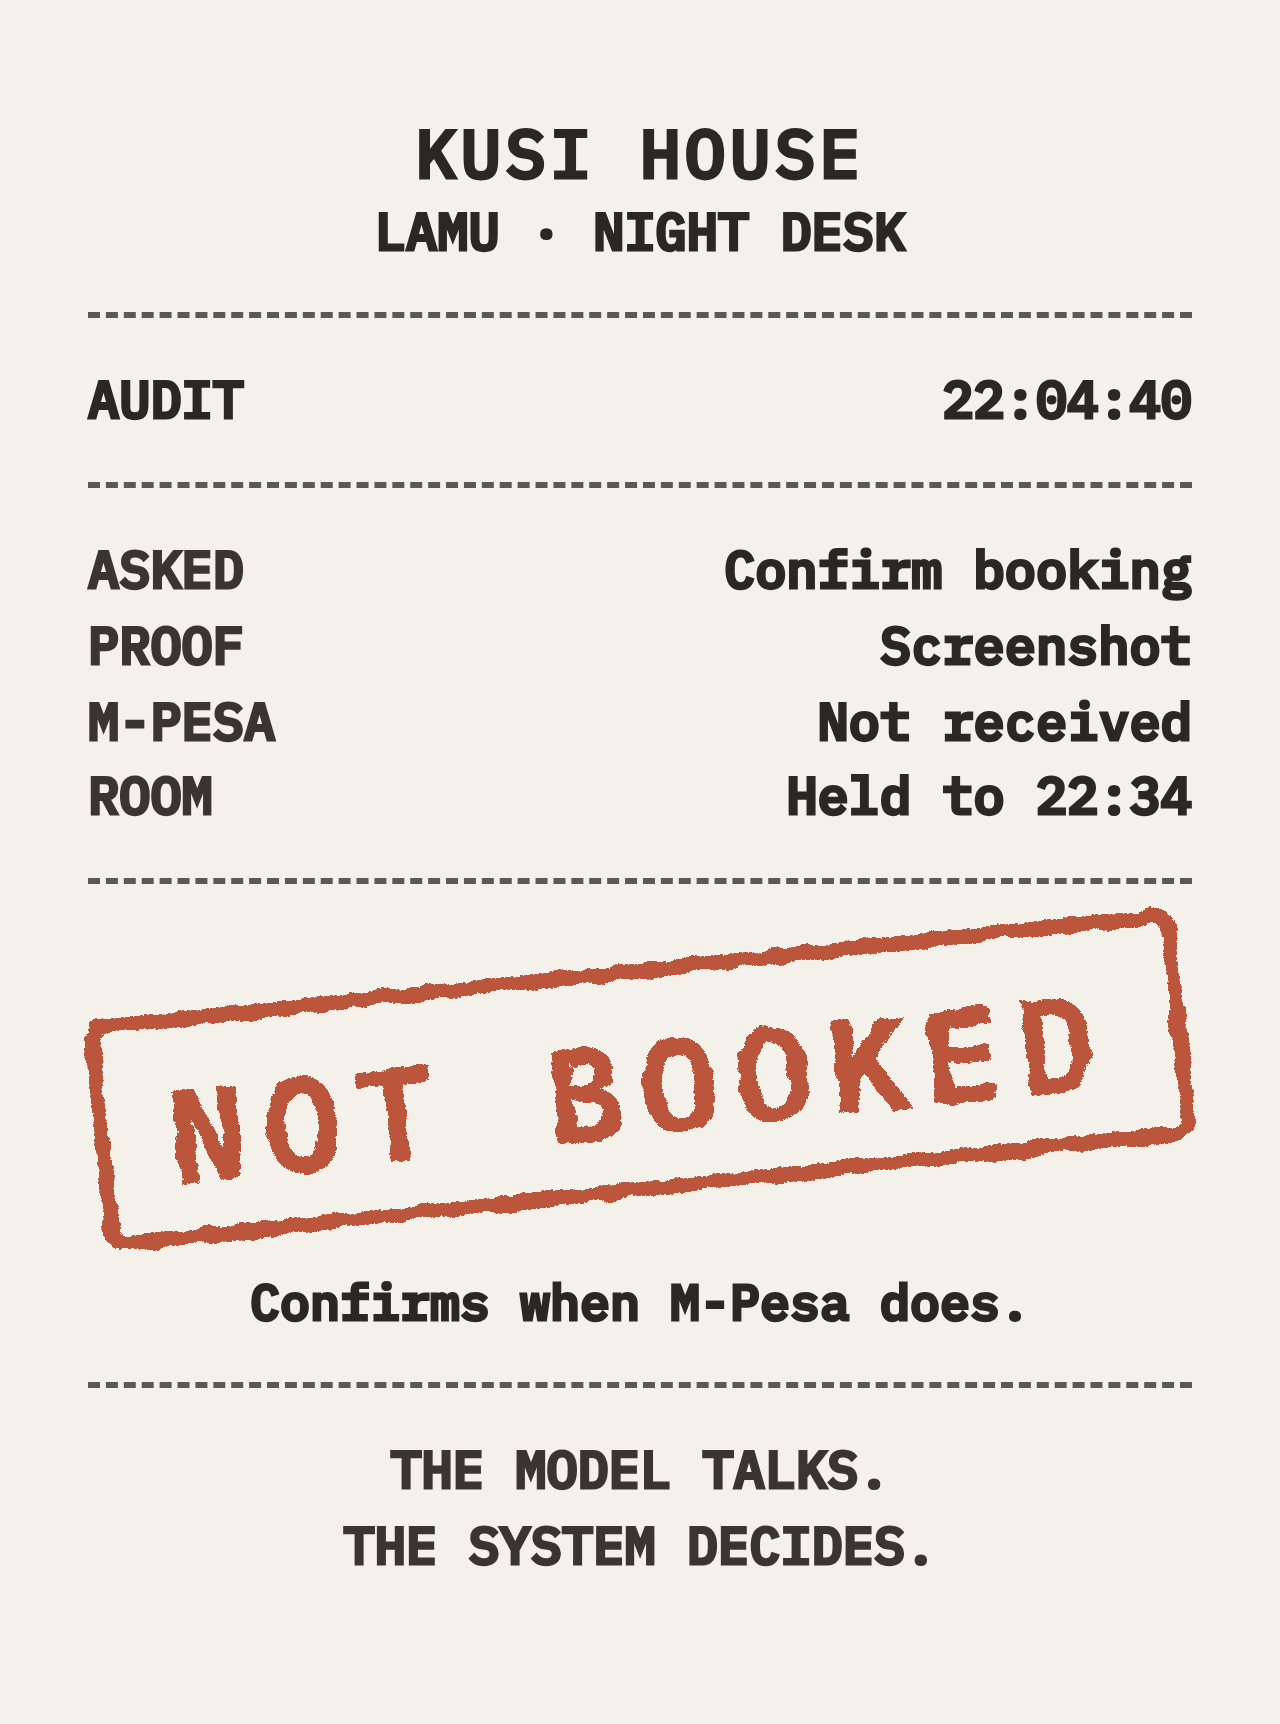 KUSI HOUSE
LAMU · NIGHT DESK
AUDIT 22:04:40
ASKED Confirm booking
PROOF Screenshot
M-PESA Not received
ROOM Held to 22:34
NOT BOOKED
Confirms when M-Pesa does.
THE MODEL TALKS.
THE SYSTEM DECIDES.